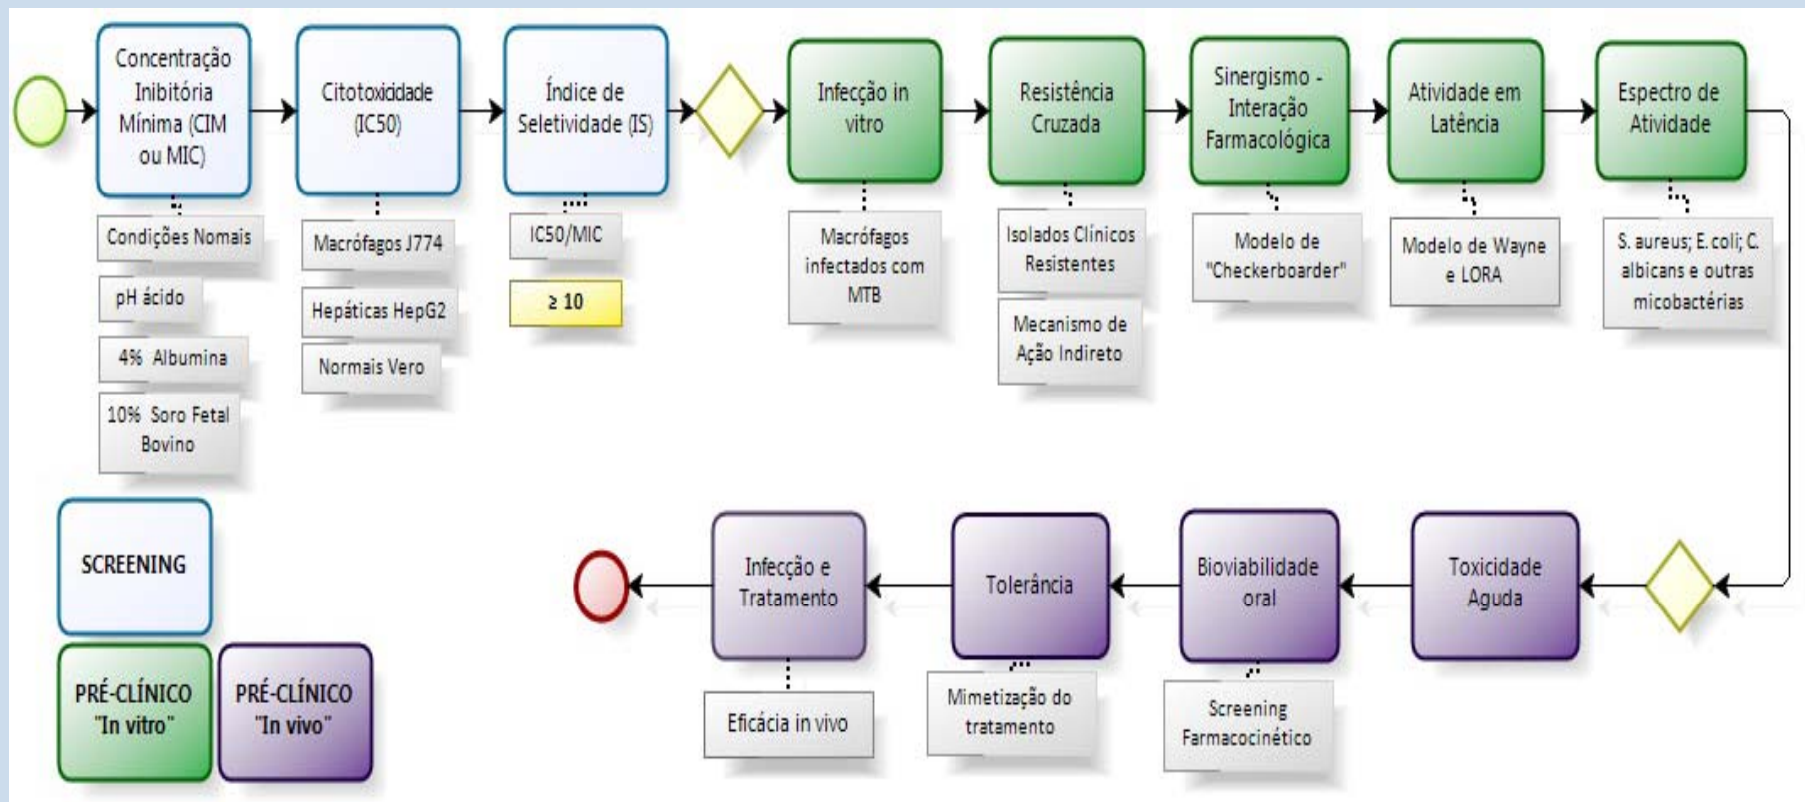 Concentração
Inibitória
Mínima (CIM
ou MIC)
Citotoxicidade
(IC50)
Índice de
Seletividade (IS)
Infecção in
vitro
Resistência
Cruzada
Sinergismo -
Interação
Farmacológica
Atividade em
Latência
Espectro de
Atividade
Condições Nomais
pH ácido
4% Albumina
10% Soro Fetal
Bovino
Macrófagos J774
Hepáticas HepG2
Normais Vero
IC50/MIC
≥ 10
Macrófagos
infectados com
MTB
Isolados Clínicos
Resistentes
Mecanismo de
Ação Indireto
Modelo de
"Checkerboarder"
Modelo de Wayne
e LORA
S. aureus; E. coli; C.
albicans e outras
micobactérias
Toxicidade
Aguda
Bioviabilidade
oral
Screening
Farmacocinético
Tolerância
Mimetização do
tratamento
Infecção e
Tratamento
Eficácia in vivo
SCREENING
PRÉ-CLÍNICO
"In vitro"
PRÉ-CLÍNICO
"In vivo"